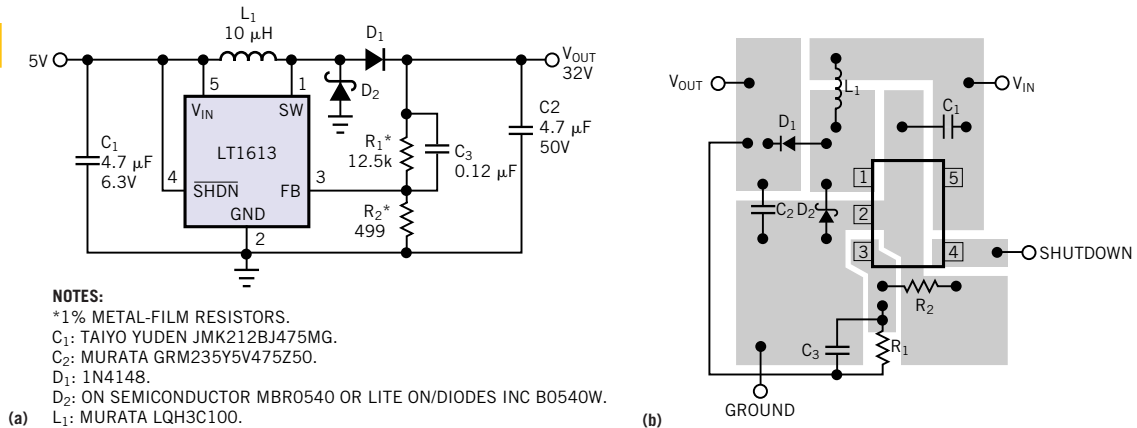 L1
10 μH
D1
5V
VOUT
32V
5
1
D2
VIN
SW
C2
4.7 μF
50V
C1
4.7 μF
6.3V
LT1613
R1*
12.5k
C3
0.12 μF
4
SHDN
FB
3
GND
R2*
499
2
NOTES:
*1% METAL-FILM RESISTORS.
C1: TAIYO YUDEN JMK212BJ475MG.
C2: MURATA GRM235Y5V475Z50.
D1: 1N4148.
D2: ON SEMICONDUCTOR MBR0540 OR LITE ON/DIODES INC B0540W.
(a) L1: MURATA LQH3C100.
VOUT
L1
VIN
C1
D1
1
5
C2
D2
2
3
4
SHUTDOWN
R2
C3
R1
GROUND
(b)